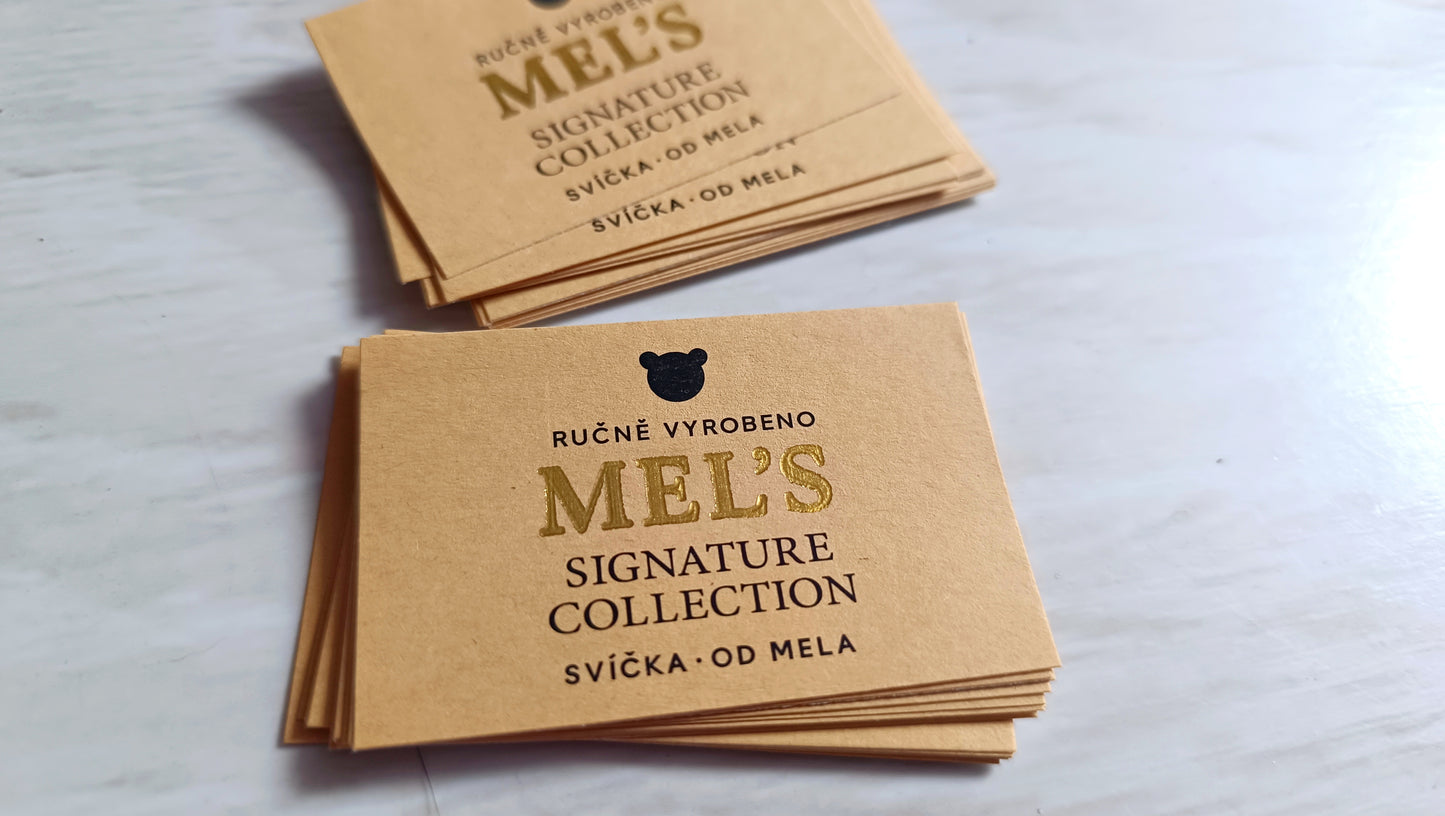 RUČNĚ VYROBENO
MEL'S
SIGNATURE
COLLECTION
SVÍČKA · OD MELA
SVÍČKA · OD MELA
RUČNĚ VYROBENO
MEL'S
SIGNATURE
COLLECTION
SVÍČKA · OD MELA